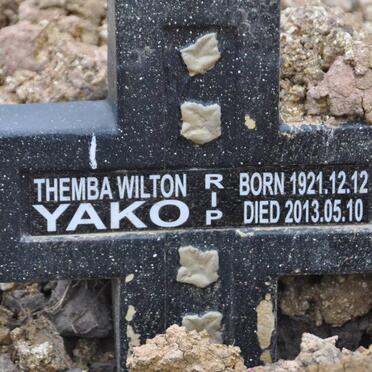 THEMBA WILTON
YAKO
RIP
BORN 1921.12.12
DIED 2013.05.10